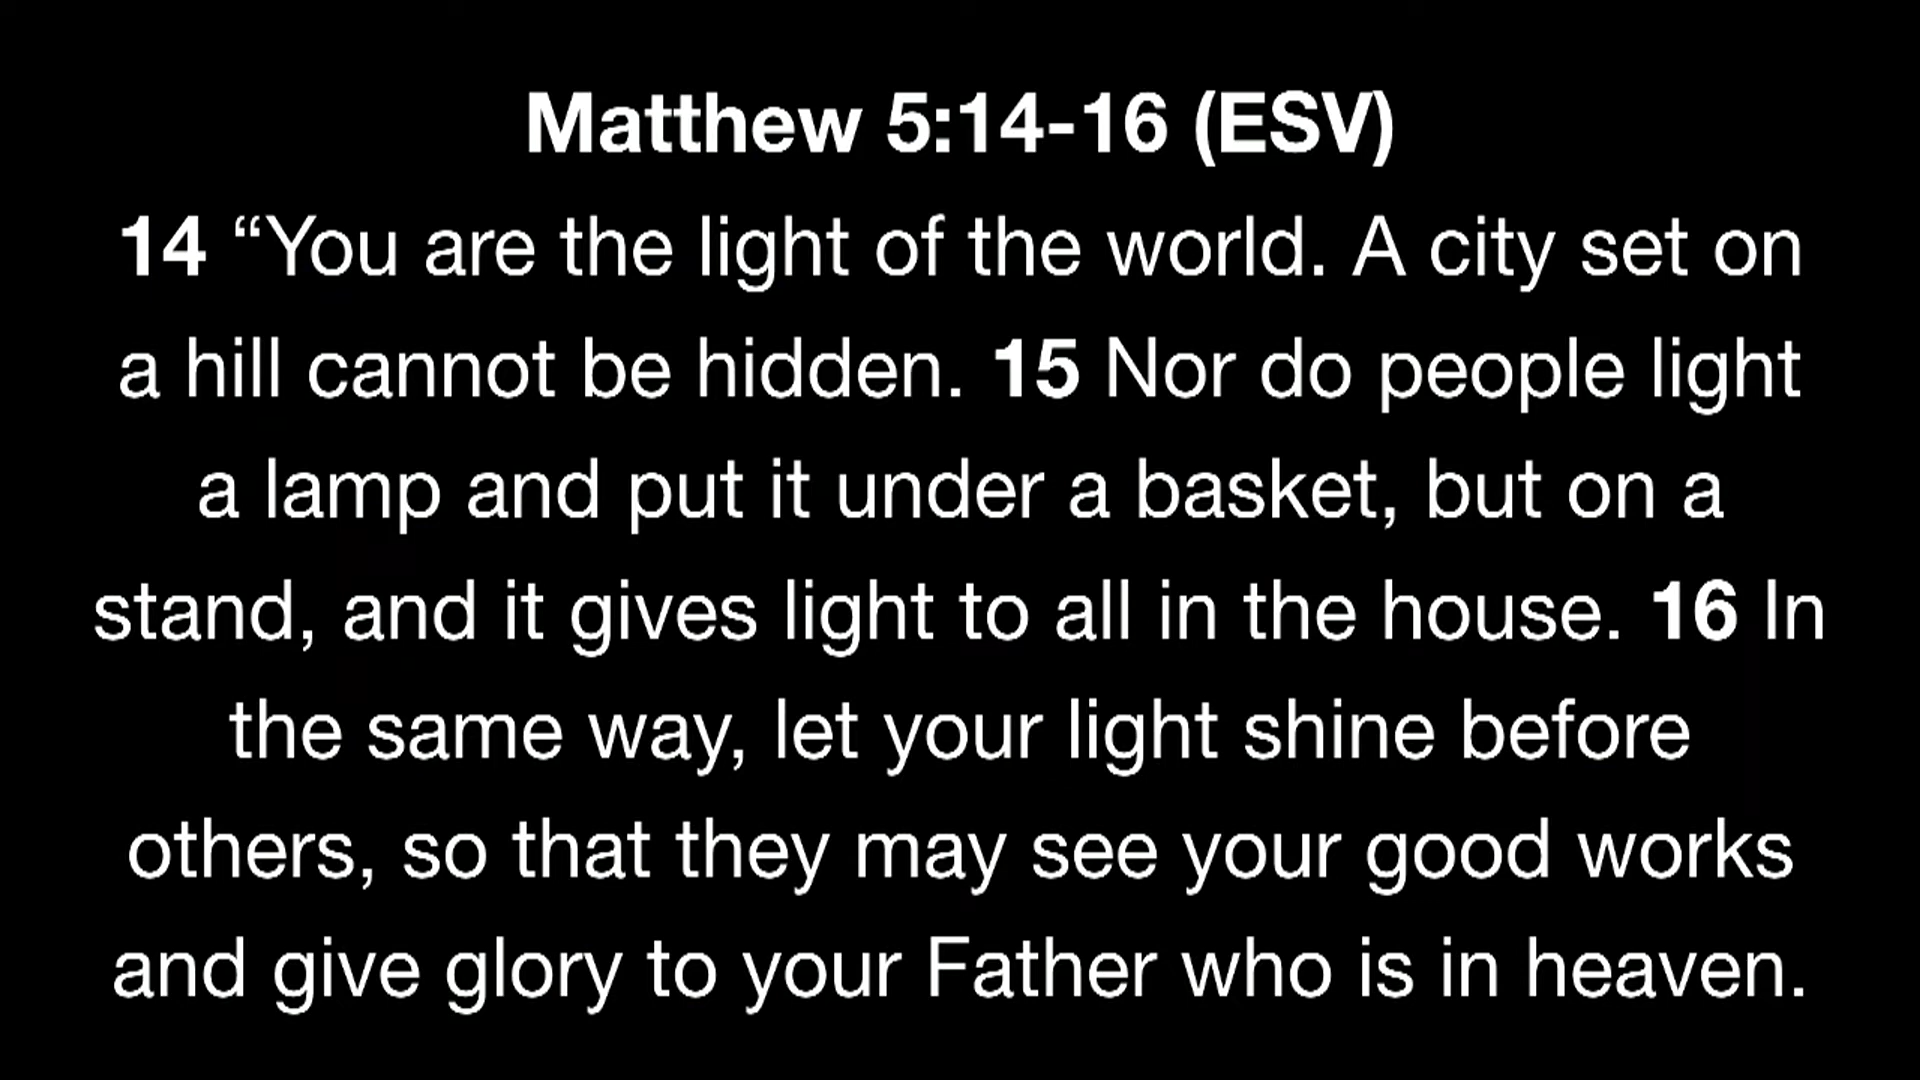 Matthew 5:14-16 (ESV)
14 “You are the light of the world. A city set on
a hill cannot be hidden. 15 Nor do people light
a lamp and put it under a basket, but on a
stand, and it gives light to all in the house. 16 In
the same way, let your light shine before
others, so that they may see your good works
and give glory to your Father who is in heaven.